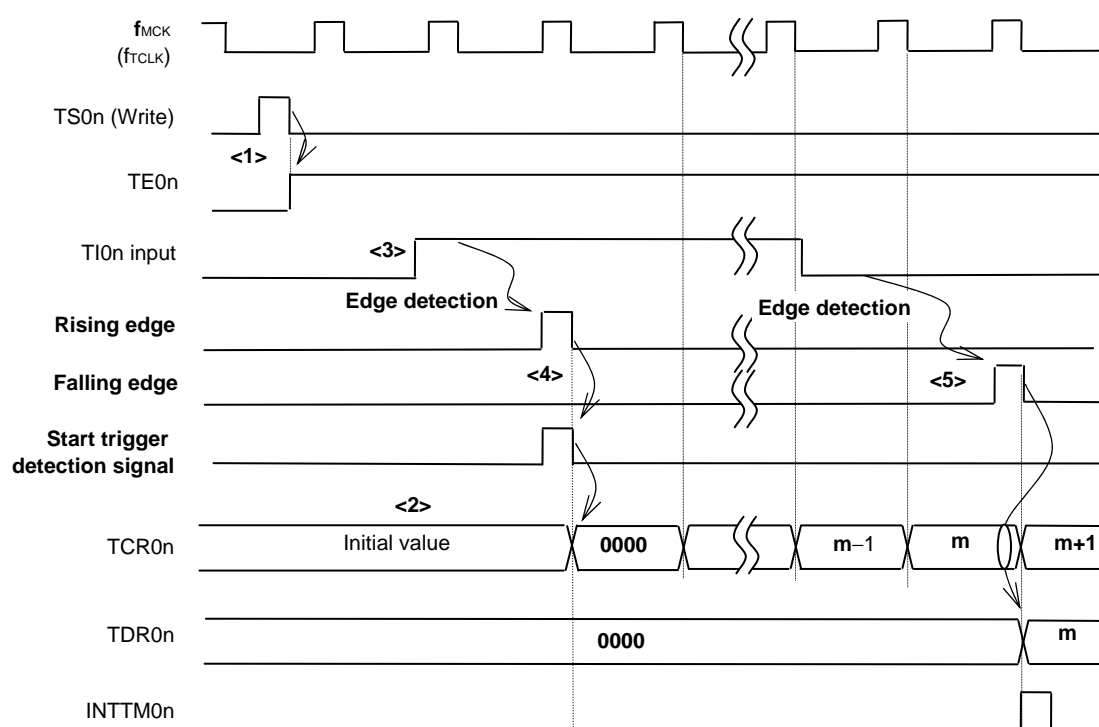 fMCK
(fTCLK)
TS0n (Write)
<1>
TE0n
TI0n input
<3>
Edge detection
Edge detection
Rising edge
<4>
Falling edge
<5>
Start trigger
detection signal
<2>
TCR0n
Initial value
0000
m−1
m
m+1
TDR0n
0000
m
INTTM0n